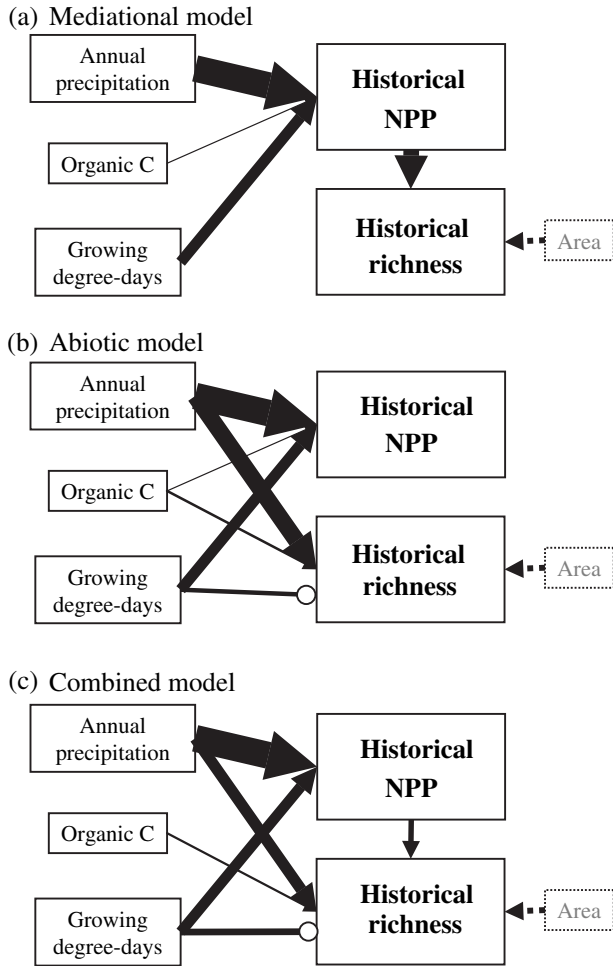 (a) Mediational model
Annual
precipitation
Organic C
Growing
degree-days
Historical
NPP
Historical
richness
Area
(b) Abiotic model
Annual
precipitation
Organic C
Growing
degree-days
Historical
NPP
Historical
richness
Area
(c) Combined model
Annual
precipitation
Organic C
Growing
degree-days
Historical
NPP
Historical
richness
Area